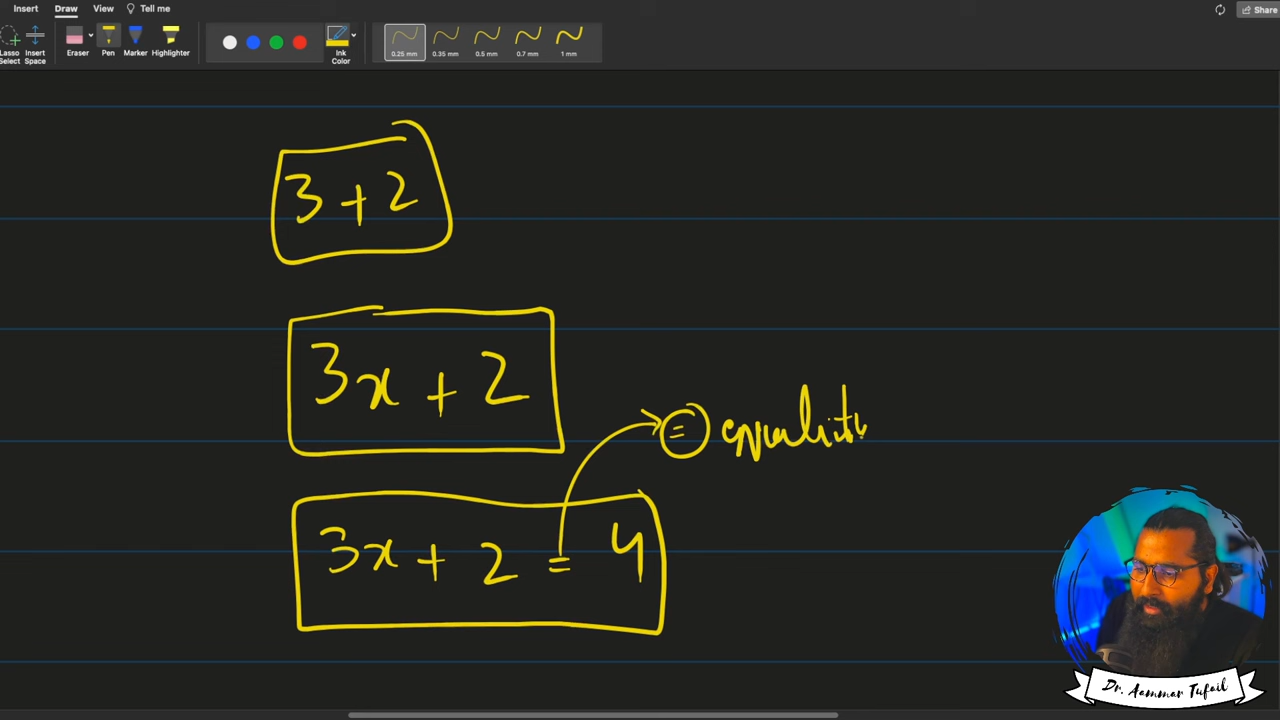 Insert Draw View Tell me Share
Lasso Select
Insert Space
Eraser
Pen
Marker
Highlighter
Ink Color
0.25 mm 0.35 mm 0.5 mm 0.7 mm 1 mm
3 + 2
3x + 2
= equality
3x + 2 = 4
Dr. Aammar Tufail